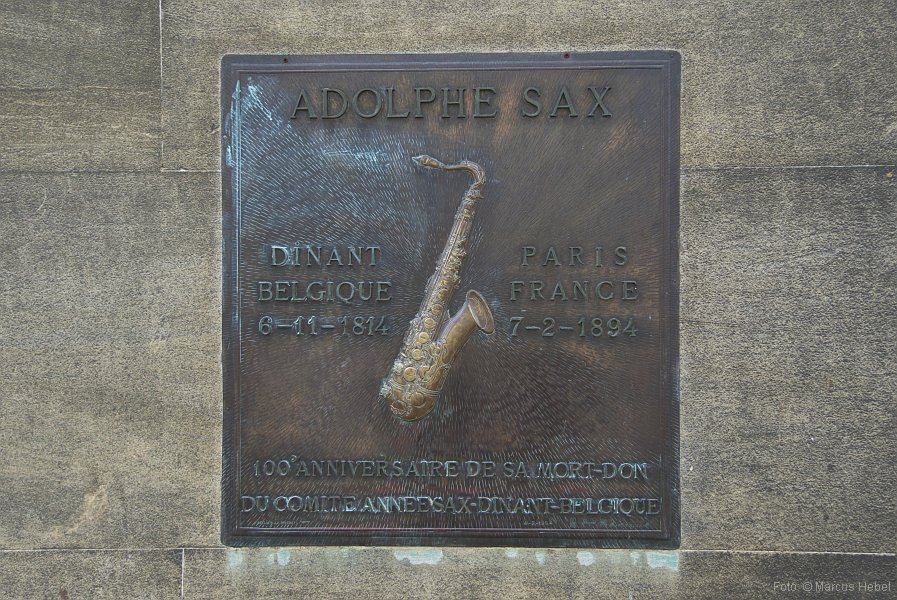 ADOLPHE SAX
DINANT
BELGIQUE
6-11-1814
PARIS
FRANCE
7-2-1894
100° ANNIVERSAIRE DE SA MORT-DON
DU COMITE ANNEE SAX-DINANT-BELGIQUE
Foto: © Marcus Hebel